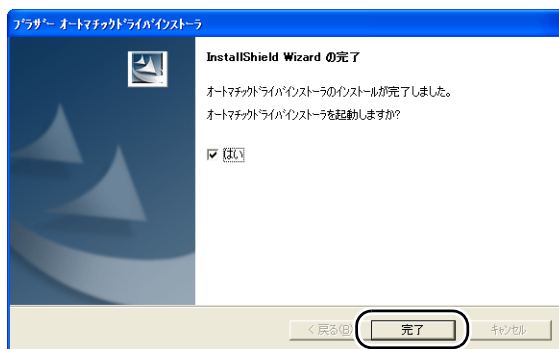 ﾌﾞﾗｻﾞｰ ｵｰﾄﾏﾁｯｸﾄﾞﾗｲﾊﾞｲﾝｽﾄｰﾗ
InstallShield Wizard の完了
ｵｰﾄﾏﾁｯｸﾄﾞﾗｲﾊﾞｲﾝｽﾄｰﾗのｲﾝｽﾄｰﾙが完了しました。
ｵｰﾄﾏﾁｯｸﾄﾞﾗｲﾊﾞｲﾝｽﾄｰﾗを起動しますか?
はい
< 戻る(B)
完了
ｷｬﾝｾﾙ